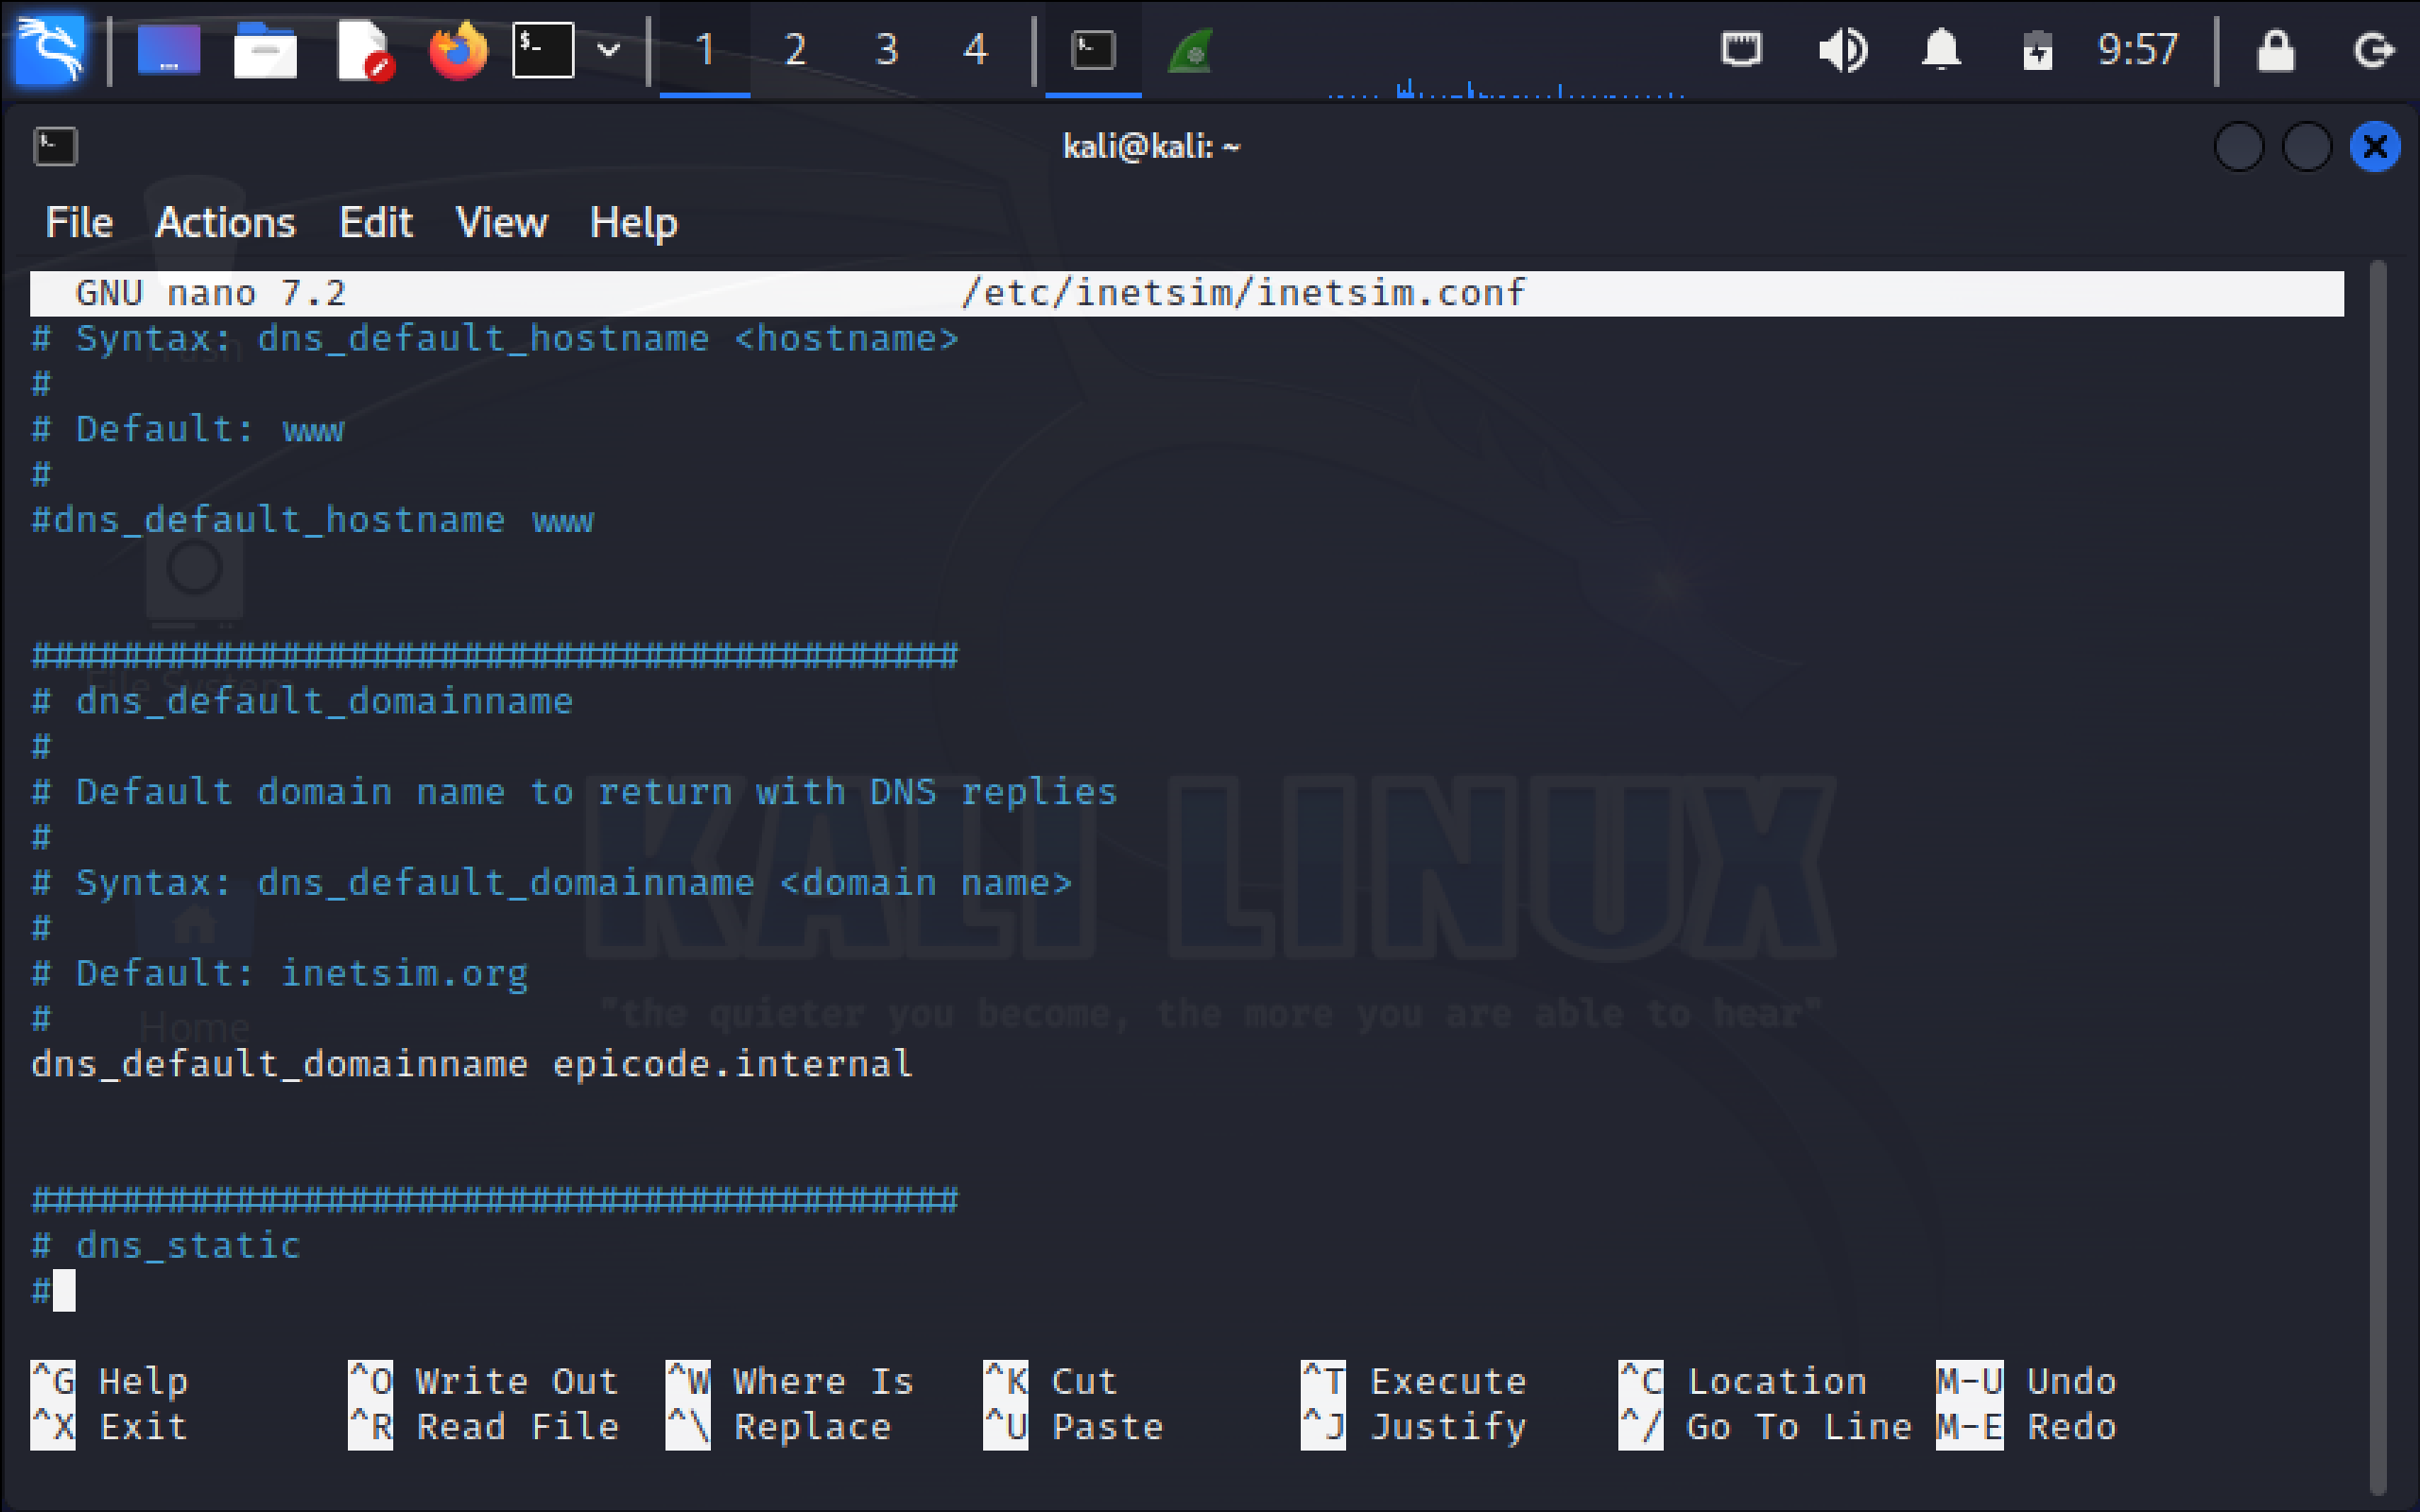 1 2 3 4 9:57
kali@kali: ~
File Actions Edit View Help
GNU nano 7.2 /etc/inetsim/inetsim.conf
# Syntax: dns_default_hostname <hostname>
#
# Default: www
#
#dns_default_hostname www
Trash
#########################################
File System
# dns_default_domainname
#
# Default domain name to return with DNS replies
#
# Syntax: dns_default_domainname <domain name>
#
# Default: inetsim.org
#
KALI LINUX
"the quieter you become, the more you are able to hear"
Home
dns_default_domainname epicode.internal
#########################################
# dns_static
#
^G Help ^O Write Out ^W Where Is ^K Cut ^T Execute ^C Location M-U Undo
^X Exit ^R Read File ^\ Replace ^U Paste ^J Justify ^/ Go To Line M-E Redo